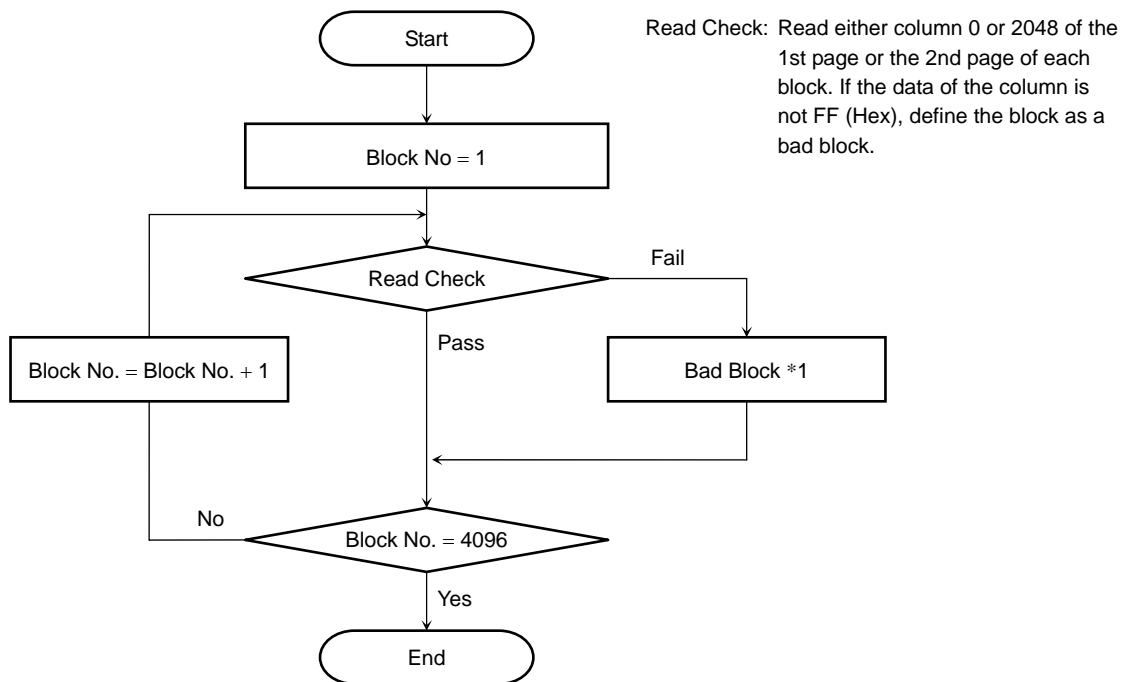 Start
Read Check: Read either column 0 or 2048 of the
1st page or the 2nd page of each
block. If the data of the column is
not FF (Hex), define the block as a
bad block.
Block No = 1
Read Check
Fail
Pass
Block No. = Block No. + 1
Bad Block *1
No
Block No. = 4096
Yes
End